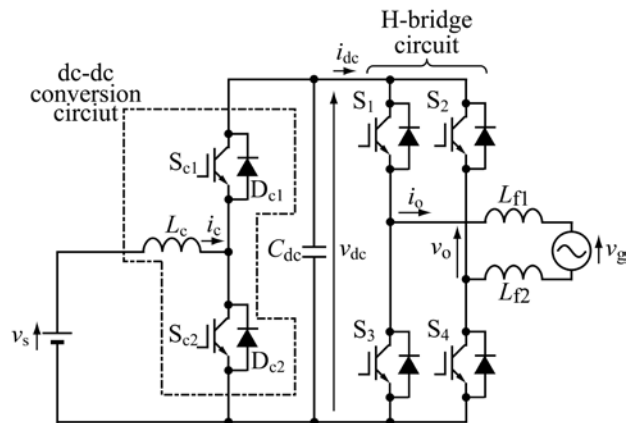 H-bridge
circuit
dc-dc
conversion
circiut
i_dc
S_1
S_2
S_c1
D_c1
L_c
i_c
C_dc
v_dc
i_o
v_o
L_f1
L_f2
v_g
v_s
S_c2
D_c2
S_3
S_4